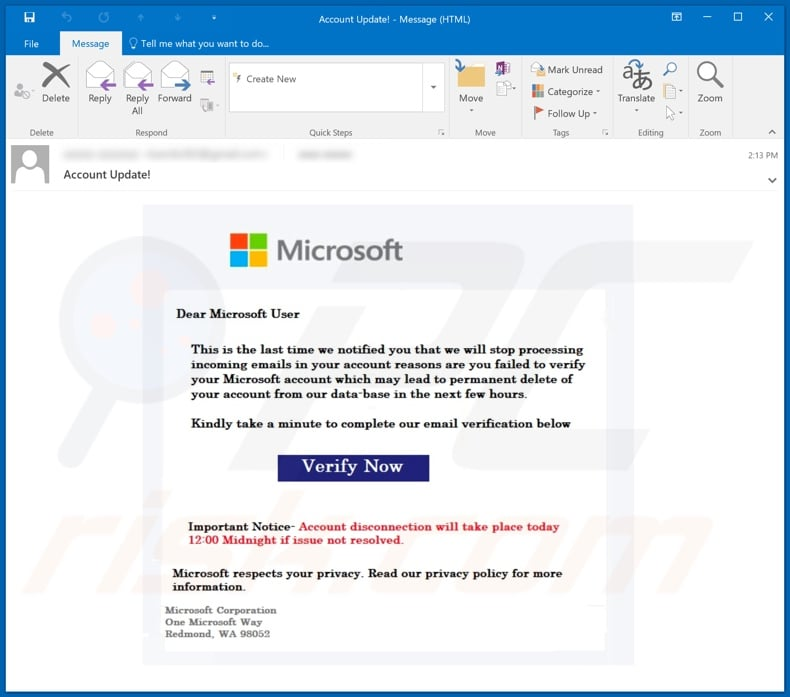 Account Update! - Message (HTML)
File Message Tell me what you want to do...
Delete Reply Reply All Forward Create New Move Mark Unread Categorize Follow Up Translate Zoom
Delete Respond Quick Steps Move Tags Editing Zoom
2:13 PM
Account Update!
Microsoft
Dear Microsoft User
This is the last time we notified you that we will stop processing
incoming emails in your account reasons are you failed to verify
your Microsoft account which may lead to permanent delete of
your account from our data-base in the next few hours.
Kindly take a minute to complete our email verification below
Verify Now
Important Notice- Account disconnection will take place today
12:00 Midnight if issue not resolved.
Microsoft respects your privacy. Read our privacy policy for more
information.
Microsoft Corporation
One Microsoft Way
Redmond, WA 98052
PC
risk.com